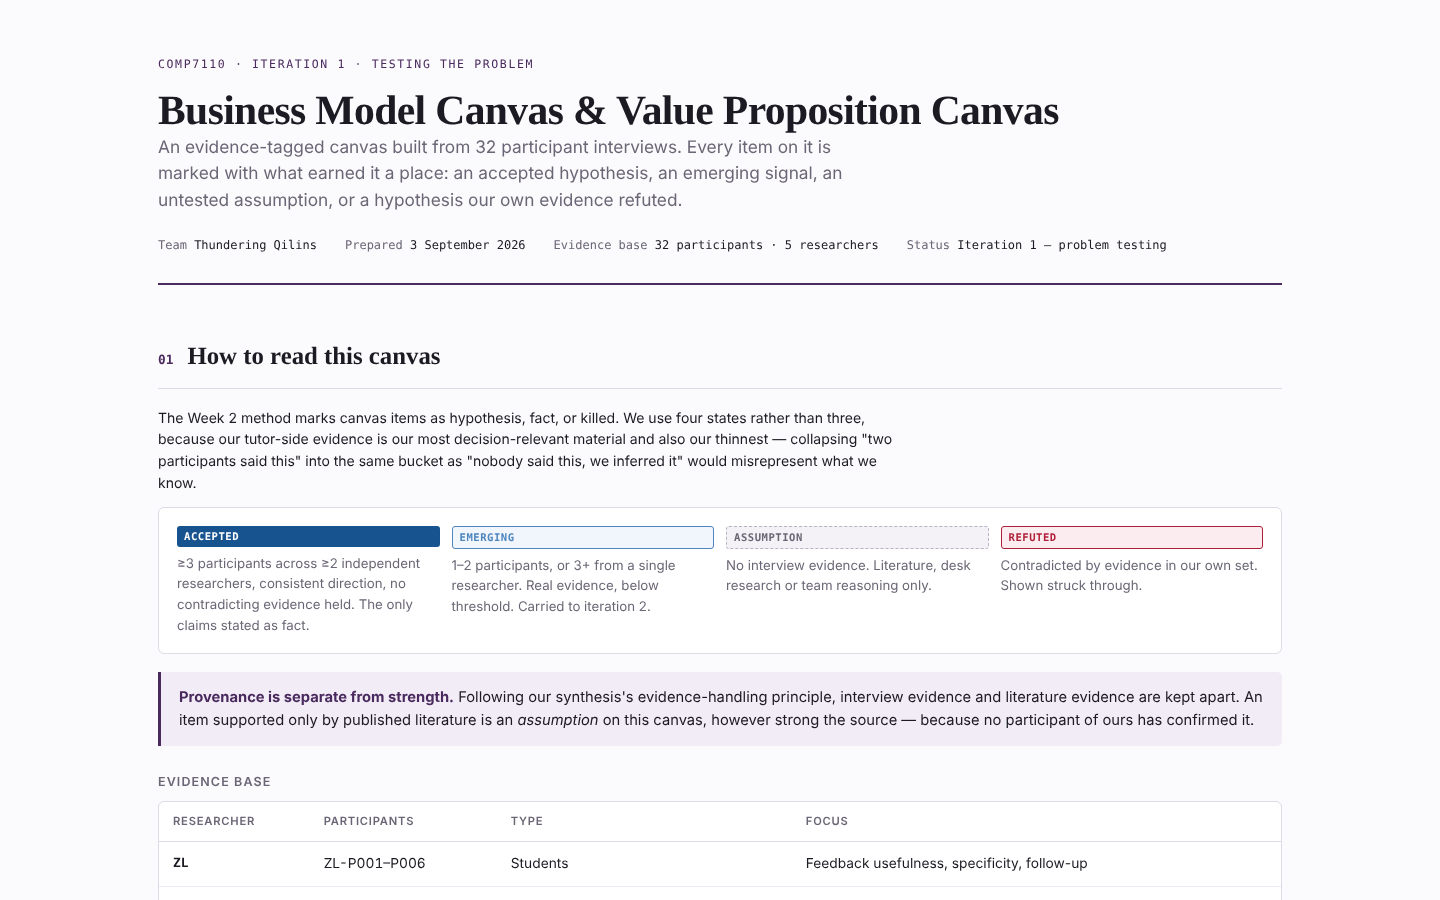 COMP7110 · ITERATION 1 · TESTING THE PROBLEM
Business Model Canvas & Value Proposition Canvas
An evidence-tagged canvas built from 32 participant interviews. Every item on it is
marked with what earned it a place: an accepted hypothesis, an emerging signal, an
untested assumption, or a hypothesis our own evidence refuted.
Team Thundering Qilins Prepared 3 September 2026 Evidence base 32 participants · 5 researchers Status Iteration 1 — problem testing
01 How to read this canvas
The Week 2 method marks canvas items as hypothesis, fact, or killed. We use four states rather than three,
because our tutor-side evidence is our most decision-relevant material and also our thinnest — collapsing "two
participants said this" into the same bucket as "nobody said this, we inferred it" would misrepresent what we
know.
ACCEPTED
≥3 participants across ≥2 independent
researchers, consistent direction, no
contradicting evidence held. The only
claims stated as fact.
EMERGING
1–2 participants, or 3+ from a single
researcher. Real evidence, below
threshold. Carried to iteration 2.
ASSUMPTION
No interview evidence. Literature, desk
research or team reasoning only.
REFUTED
Contradicted by evidence in our own set.
Shown struck through.
Provenance is separate from strength. Following our synthesis's evidence-handling principle, interview evidence and literature evidence are kept apart. An
item supported only by published literature is an assumption on this canvas, however strong the source — because no participant of ours has confirmed it.
EVIDENCE BASE
RESEARCHER PARTICIPANTS TYPE FOCUS
ZL ZL-P001–P006 Students Feedback usefulness, specificity, follow-up